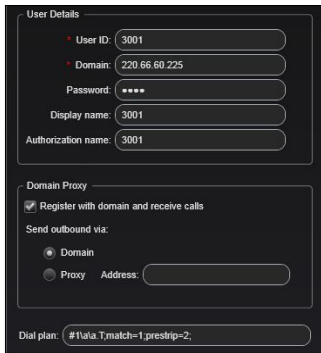 User Details
* User ID: 3001
* Domain: 220.66.60.225
Password: ••••
Display name: 3001
Authorization name: 3001
Domain Proxy
Register with domain and receive calls
Send outbound via:
Domain
Proxy Address:
Dial plan: #1\a\a.T;match=1;prestrip=2;